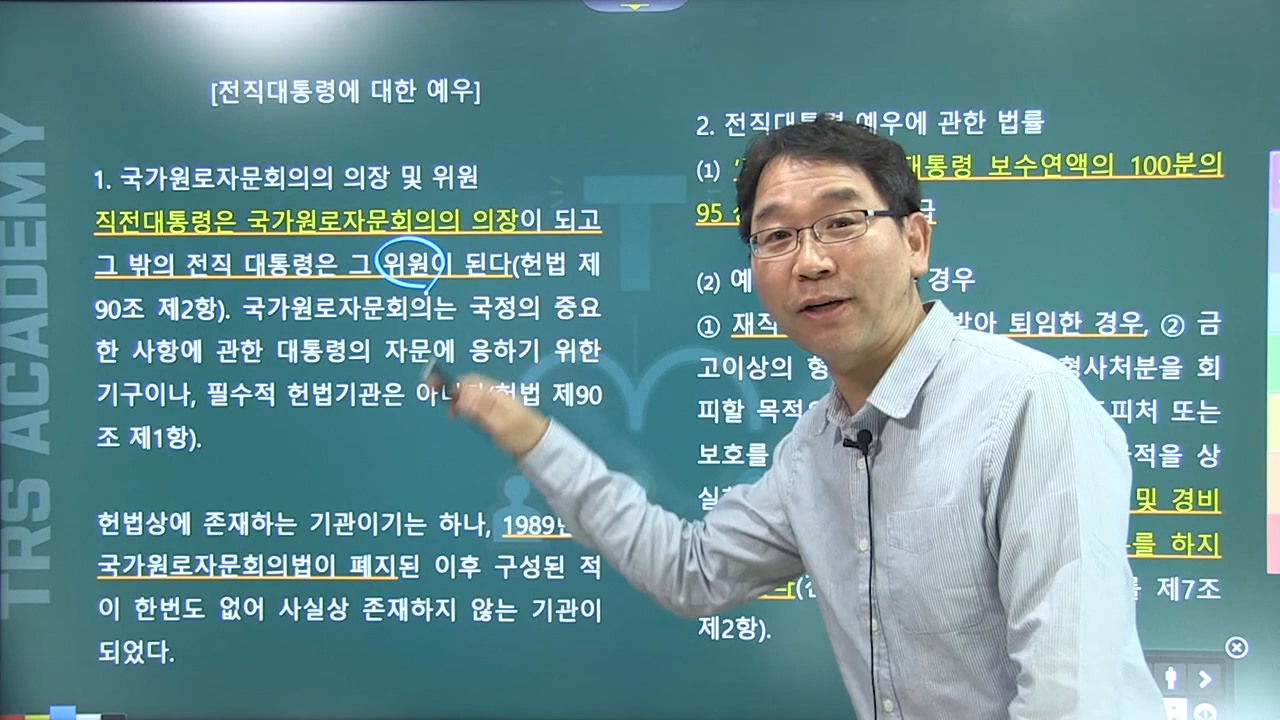 TRS ACADEMY
[전직대통령에 대한 예우]
1. 국가원로자문회의의 의장 및 위원
직전대통령은 국가원로자문회의의 의장이 되고
그 밖의 전직 대통령은 그 위원이 된다(헌법 제
90조 제2항). 국가원로자문회의는 국정의 중요
한 사항에 관한 대통령의 자문에 응하기 위한
기구이나, 필수적 헌법기관은 헌법 제90
조 제1항).
헌법상에 존재하는 기관이기는 하나, 1989
국가원로자문회의법이 폐지된 이후 구성된 적
이 한번도 없어 사실상 존재하지 않는 기관이
되었다.
2. 전직대통령 예우에 관한 법률
(1) 대통령 보수연액의 100분의
95
(2) 경우
① 퇴임한 경우, ② 금
고이상의 형사처분을 회
피할 도피처 또는
보호를 상
및 경비
하지
제7조
제2항).